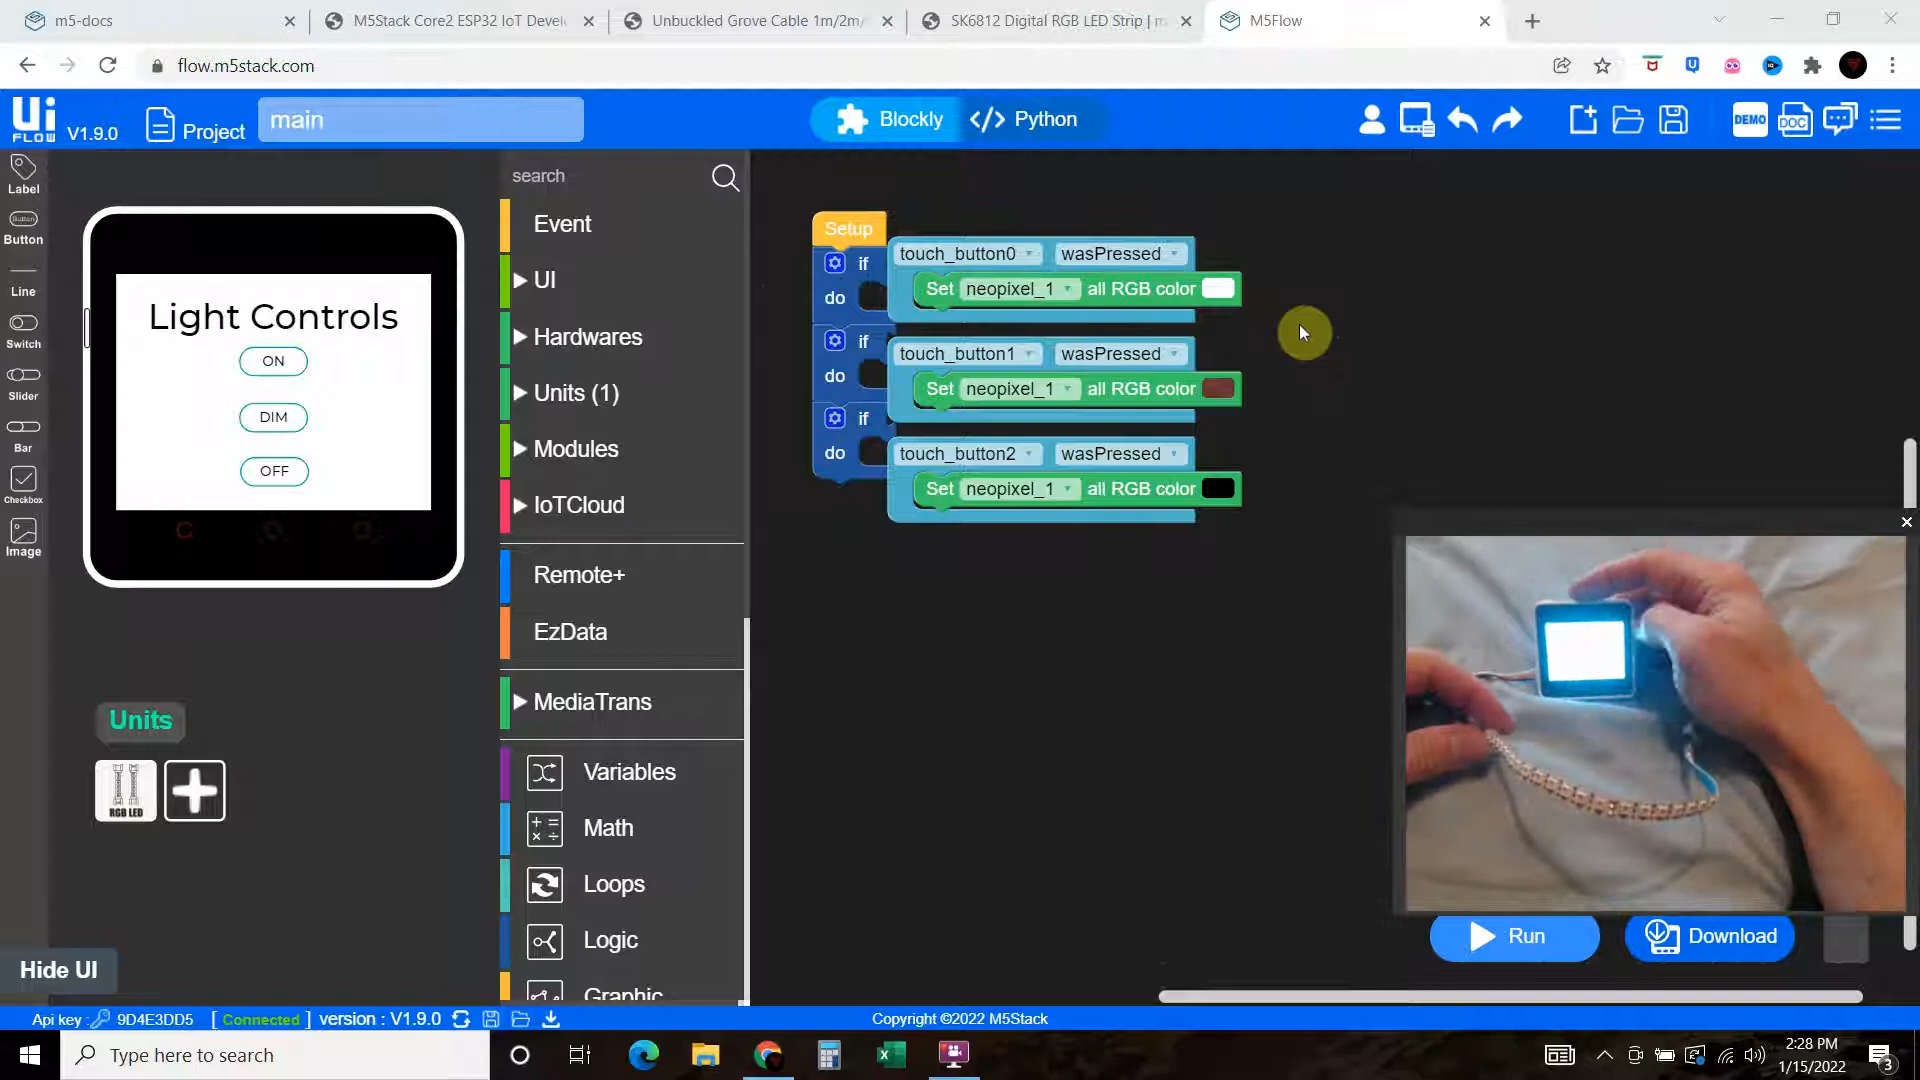 m5-docs
M5Stack Core2 ESP32 IoT Devel
Unbuckled Grove Cable 1m/2m/
SK6812 Digital RGB LED Strip | m
M5Flow
flow.m5stack.com
Ui
FLOW
V1.9.0
Project
main
Blockly
</> Python
DEMO
DOC
Label
Button
Button
Line
Switch
Slider
Bar
Checkbox
Image
Light Controls
ON
DIM
OFF
Units
RGB LED
Hide UI
search
Event
UI
Hardwares
Units (1)
Modules
IoTCloud
Remote+
EzData
MediaTrans
Variables
Math
Loops
Logic
Graphic
Setup
if
do
touch_button0 wasPressed
Set neopixel_1 all RGB color
if
do
touch_button1 wasPressed
Set neopixel_1 all RGB color
if
do
touch_button2 wasPressed
Set neopixel_1 all RGB color
Run
Download
Api key: 9D4E3DD5 [ Connected ] version : V1.9.0
Copyright ©2022 M5Stack
Type here to search
2:28 PM
1/15/2022
3